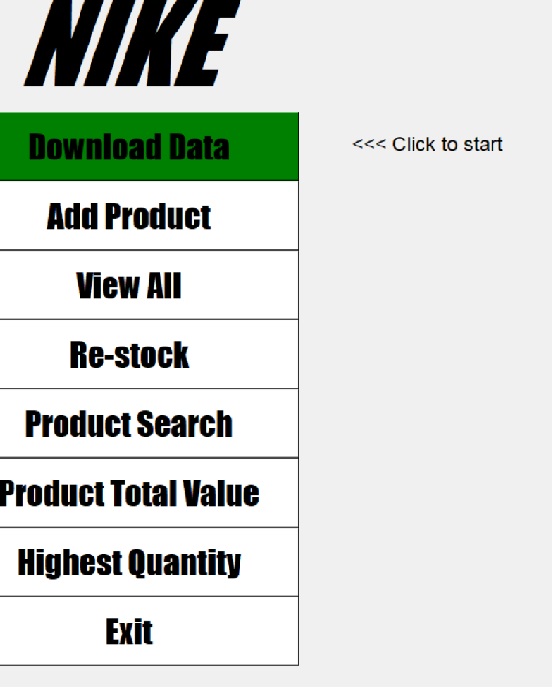 NIKE
Download Data
<<< Click to start
Add Product
View All
Re-stock
Product Search
Product Total Value
Highest Quantity
Exit